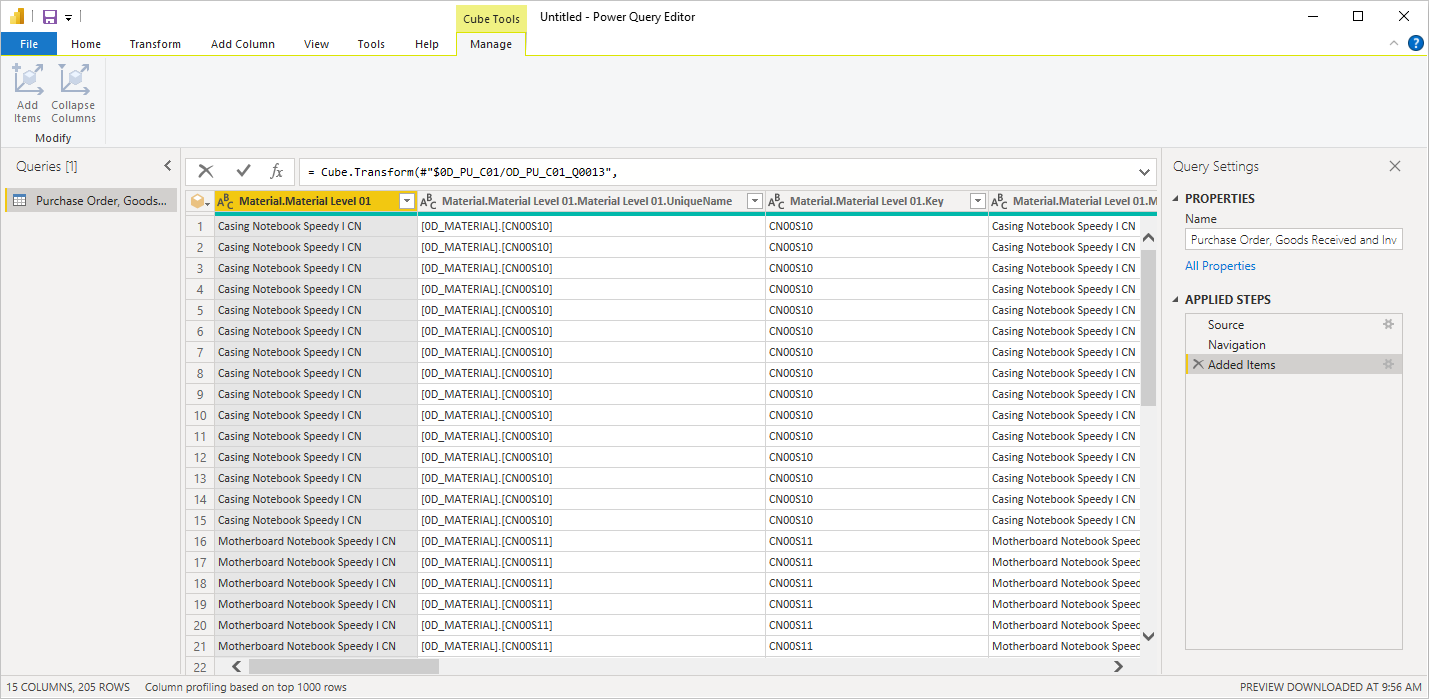 Cube Tools
Untitled - Power Query Editor
File Home Transform Add Column View Tools Help Manage
Add Items
Collapse Columns
Modify
Queries [1]
Purchase Order, Goods...
fx
= Cube.Transform(#"$0D_PU_C01/OD_PU_C01_Q0013",
ABC Material.Material Level 01 ABC Material.Material Level 01.Material Level 01.UniqueName ABC Material.Material Level 01.Key ABC Material.Material Level 01.M
1 Casing Notebook Speedy I CN [0D_MATERIAL].[CN00S10] CN00S10 Casing Notebook Speedy I CN
2 Casing Notebook Speedy I CN [0D_MATERIAL].[CN00S10] CN00S10 Casing Notebook Speedy I CN
3 Casing Notebook Speedy I CN [0D_MATERIAL].[CN00S10] CN00S10 Casing Notebook Speedy I CN
4 Casing Notebook Speedy I CN [0D_MATERIAL].[CN00S10] CN00S10 Casing Notebook Speedy I CN
5 Casing Notebook Speedy I CN [0D_MATERIAL].[CN00S10] CN00S10 Casing Notebook Speedy I CN
6 Casing Notebook Speedy I CN [0D_MATERIAL].[CN00S10] CN00S10 Casing Notebook Speedy I CN
7 Casing Notebook Speedy I CN [0D_MATERIAL].[CN00S10] CN00S10 Casing Notebook Speedy I CN
8 Casing Notebook Speedy I CN [0D_MATERIAL].[CN00S10] CN00S10 Casing Notebook Speedy I CN
9 Casing Notebook Speedy I CN [0D_MATERIAL].[CN00S10] CN00S10 Casing Notebook Speedy I CN
10 Casing Notebook Speedy I CN [0D_MATERIAL].[CN00S10] CN00S10 Casing Notebook Speedy I CN
11 Casing Notebook Speedy I CN [0D_MATERIAL].[CN00S10] CN00S10 Casing Notebook Speedy I CN
12 Casing Notebook Speedy I CN [0D_MATERIAL].[CN00S10] CN00S10 Casing Notebook Speedy I CN
13 Casing Notebook Speedy I CN [0D_MATERIAL].[CN00S10] CN00S10 Casing Notebook Speedy I CN
14 Casing Notebook Speedy I CN [0D_MATERIAL].[CN00S10] CN00S10 Casing Notebook Speedy I CN
15 Casing Notebook Speedy I CN [0D_MATERIAL].[CN00S10] CN00S10 Casing Notebook Speedy I CN
16 Motherboard Notebook Speedy I CN [0D_MATERIAL].[CN00S11] CN00S11 Motherboard Notebook Speed
17 Motherboard Notebook Speedy I CN [0D_MATERIAL].[CN00S11] CN00S11 Motherboard Notebook Speed
18 Motherboard Notebook Speedy I CN [0D_MATERIAL].[CN00S11] CN00S11 Motherboard Notebook Speed
19 Motherboard Notebook Speedy I CN [0D_MATERIAL].[CN00S11] CN00S11 Motherboard Notebook Speed
20 Motherboard Notebook Speedy I CN [0D_MATERIAL].[CN00S11] CN00S11 Motherboard Notebook Speed
21 Motherboard Notebook Speedy I CN [0D_MATERIAL].[CN00S11] CN00S11 Motherboard Notebook Speed
22
Query Settings
PROPERTIES
Name
Purchase Order, Goods Received and Inv
All Properties
APPLIED STEPS
Source
Navigation
Added Items
15 COLUMNS, 205 ROWS Column profiling based on top 1000 rows
PREVIEW DOWNLOADED AT 9:56 AM